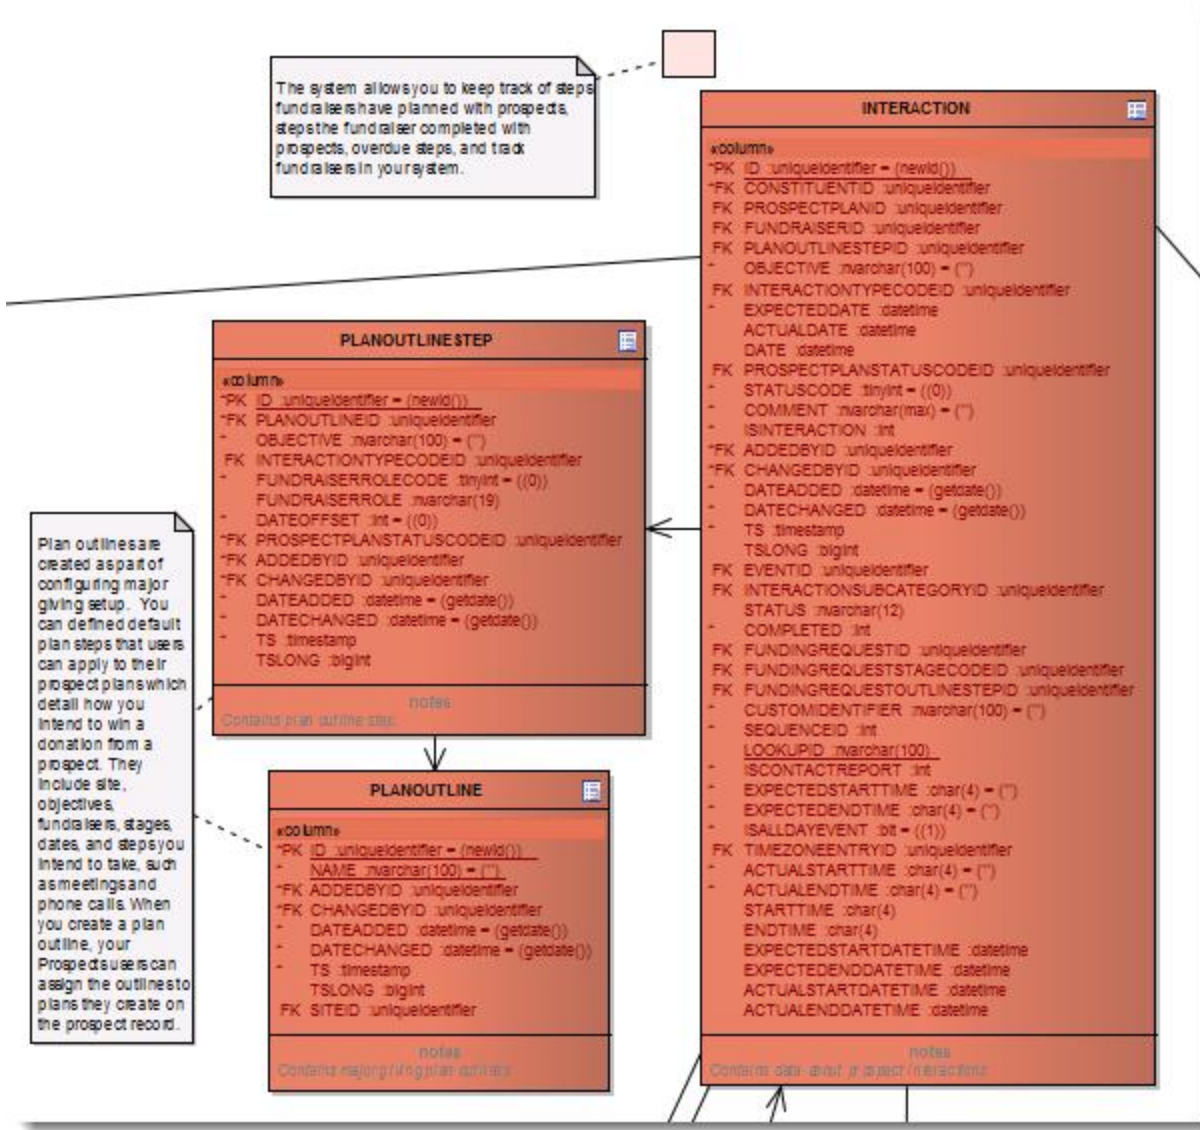 The system allows you to keep track of steps
fundraisers have planned with prospects,
steps the fundraiser completed with
prospects, overdue steps, and track
fundraisers in your system.
INTERACTION
«column»
*PK ID :uniqueidentifier = (newid())
*FK CONSTITUENTID :uniqueidentifier
FK PROSPECTPLANID :uniqueidentifier
FK FUNDRAISERID :uniqueidentifier
FK PLANOUTLINESTEPID :uniqueidentifier
* OBJECTIVE :nvarchar(100) = ('')
FK INTERACTIONTYPECODEID :uniqueidentifier
* EXPECTEDDATE :datetime
ACTUALDATE :datetime
DATE :datetime
FK PROSPECTPLANSTATUSCODEID :uniqueidentifier
* STATUSCODE :tinyint = ((0))
* COMMENT :nvarchar(max) = ('')
* ISINTERACTION :int
*FK ADDEDBYID :uniqueidentifier
*FK CHANGEDBYID :uniqueidentifier
* DATEADDED :datetime = (getdate())
* DATECHANGED :datetime = (getdate())
* TS :timestamp
TSLONG :bigint
FK EVENTID :uniqueidentifier
FK INTERACTIONSUBCATEGORYID :uniqueidentifier
STATUS :nvarchar(12)
* COMPLETED :int
FK FUNDINGREQUESTID :uniqueidentifier
FK FUNDINGREQUESTSTAGECODEID :uniqueidentifier
FK FUNDINGREQUESTOUTLINESTEPID :uniqueidentifier
* CUSTOMIDENTIFIER :nvarchar(100) = ('')
* SEQUENCEID :int
LOOKUPID :nvarchar(100)
* ISCONTACTREPORT :int
* EXPECTEDSTARTTIME :char(4) = ('')
* EXPECTEDENDTIME :char(4) = ('')
* ISALLDAYEVENT :bit = ((1))
FK TIMEZONEENTRYID :uniqueidentifier
* ACTUALSTARTTIME :char(4) = ('')
* ACTUALENDTIME :char(4) = ('')
STARTTIME :char(4)
ENDTIME :char(4)
EXPECTEDSTARTDATETIME :datetime
EXPECTEDENDDATETIME :datetime
ACTUALSTARTDATETIME :datetime
ACTUALENDDATETIME :datetime
notes
Contains data about prospect interactions.
PLANOUTLINESTEP
«column»
*PK ID :uniqueidentifier = (newid())
*FK PLANOUTLINEID :uniqueidentifier
* OBJECTIVE :nvarchar(100) = ('')
FK INTERACTIONTYPECODEID :uniqueidentifier
* FUNDRAISERROLECODE :tinyint = ((0))
FUNDRAISERROLE :nvarchar(19)
* DATEOFFSET :int = ((0))
*FK PROSPECTPLANSTATUSCODEID :uniqueidentifier
*FK ADDEDBYID :uniqueidentifier
*FK CHANGEDBYID :uniqueidentifier
* DATEADDED :datetime = (getdate())
* DATECHANGED :datetime = (getdate())
* TS :timestamp
TSLONG :bigint
notes
Contains plan outline step.
Plan outlines are
created as part of
configuring major
giving setup. You
can defined default
plan steps that users
can apply to their
prospect plans which
detail how you
intend to win a
donation from a
prospect. They
include site,
objectives,
fundraisers, stages,
dates, and steps you
intend to take, such
as meetings and
phone calls. When
you create a plan
outline, your
Prospects users can
assign the outlines to
plans they create on
the prospect record.
PLANOUTLINE
«column»
*PK ID :uniqueidentifier = (newid())
* NAME :nvarchar(100) = ('')
*FK ADDEDBYID :uniqueidentifier
*FK CHANGEDBYID :uniqueidentifier
* DATEADDED :datetime = (getdate())
* DATECHANGED :datetime = (getdate())
* TS :timestamp
TSLONG :bigint
FK SITEID :uniqueidentifier
notes
Contains major giving plan outlines